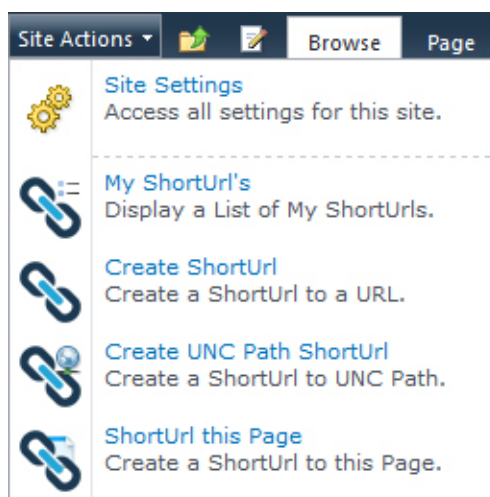 Site Actions Browse Page
Site Settings
Access all settings for this site.
My ShortUrl's
Display a List of My ShortUrls.
Create ShortUrl
Create a ShortUrl to a URL.
Create UNC Path ShortUrl
Create a ShortUrl to UNC Path.
ShortUrl this Page
Create a ShortUrl to this Page.